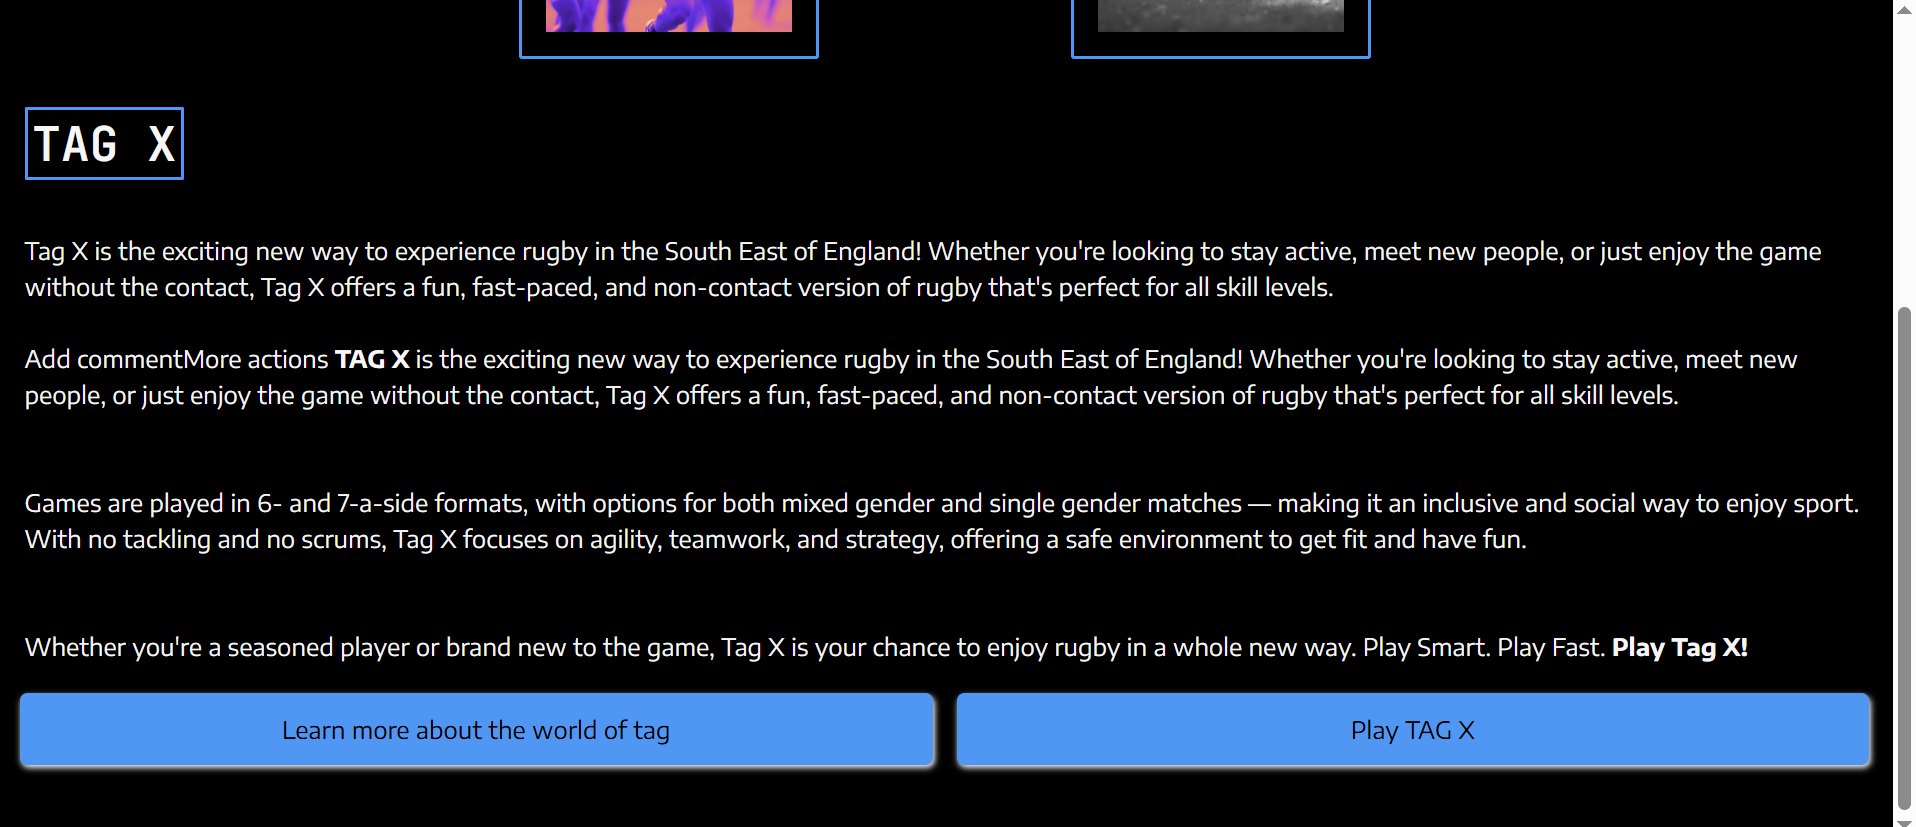 TAG X
Tag X is the exciting new way to experience rugby in the South East of England! Whether you're looking to stay active, meet new people, or just enjoy the game
without the contact, Tag X offers a fun, fast-paced, and non-contact version of rugby that's perfect for all skill levels.
Add commentMore actions TAG X is the exciting new way to experience rugby in the South East of England! Whether you're looking to stay active, meet new
people, or just enjoy the game without the contact, Tag X offers a fun, fast-paced, and non-contact version of rugby that's perfect for all skill levels.
Games are played in 6- and 7-a-side formats, with options for both mixed gender and single gender matches — making it an inclusive and social way to enjoy sport.
With no tackling and no scrums, Tag X focuses on agility, teamwork, and strategy, offering a safe environment to get fit and have fun.
Whether you're a seasoned player or brand new to the game, Tag X is your chance to enjoy rugby in a whole new way. Play Smart. Play Fast. Play Tag X!
Learn more about the world of tag
Play TAG X